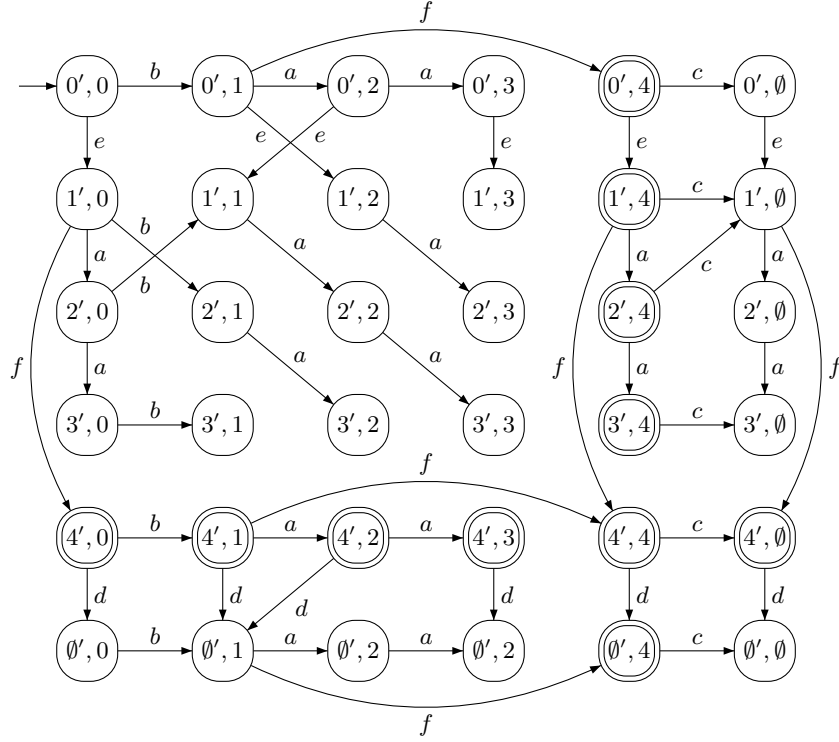 f
0′, 0 b 0′, 1 a 0′, 2 a 0′, 3 0′, 4 c 0′, ∅
e e e e e e
1′, 0 1′, 1 1′, 2 1′, 3 1′, 4 c 1′, ∅
b
a a a a a
b c
2′, 0 2′, 1 2′, 2 2′, 3 2′, 4 2′, ∅
f a a a f a a f
3′, 0 b 3′, 1 3′, 2 3′, 3 3′, 4 c 3′, ∅
f
4′, 0 b 4′, 1 a 4′, 2 a 4′, 3 4′, 4 c 4′, ∅
d d d d d d
∅′, 0 b ∅′, 1 a ∅′, 2 a ∅′, 2 ∅′, 4 c ∅′, ∅
f